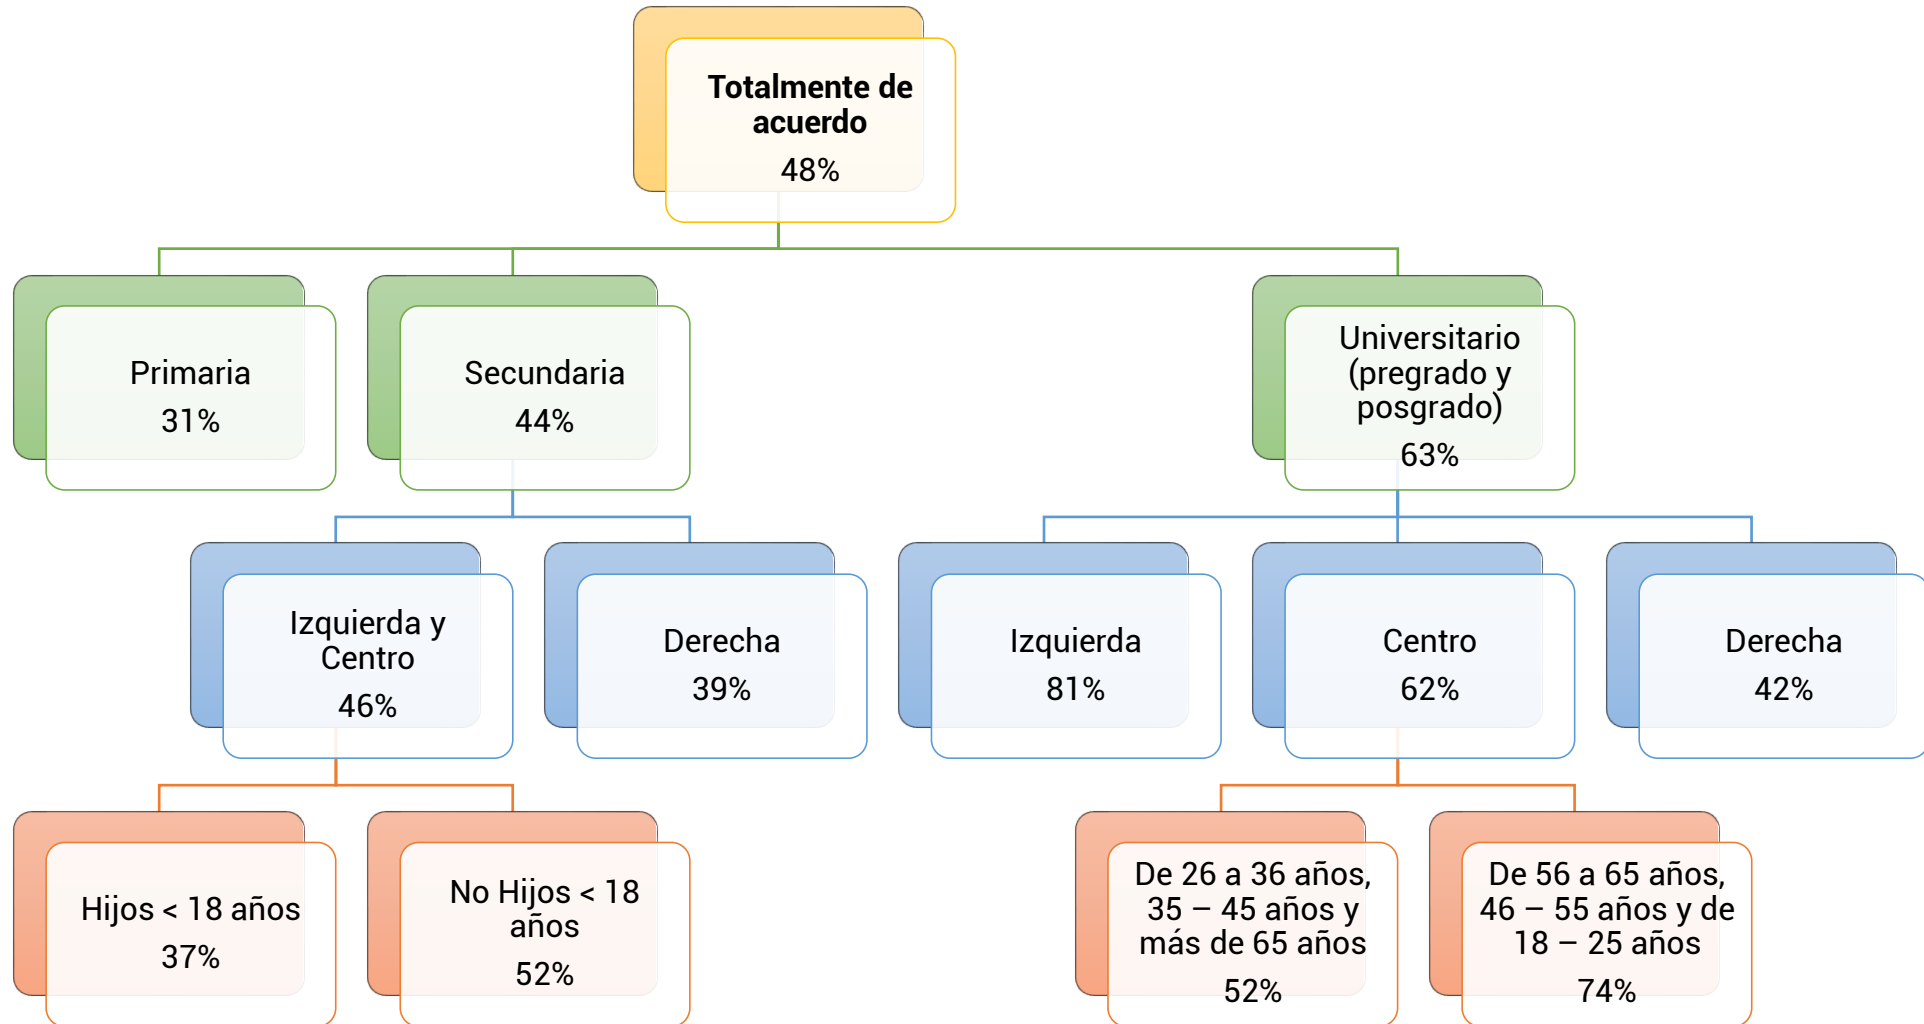 Totalmente de
acuerdo
48%
Primaria
31%
Secundaria
44%
Universitario
(pregrado y
posgrado)
63%
Izquierda y
Centro
46%
Derecha
39%
Izquierda
81%
Centro
62%
Derecha
42%
Hijos < 18 años
37%
No Hijos < 18
años
52%
De 26 a 36 años,
35 – 45 años y
más de 65 años
52%
De 56 a 65 años,
46 – 55 años y de
18 – 25 años
74%